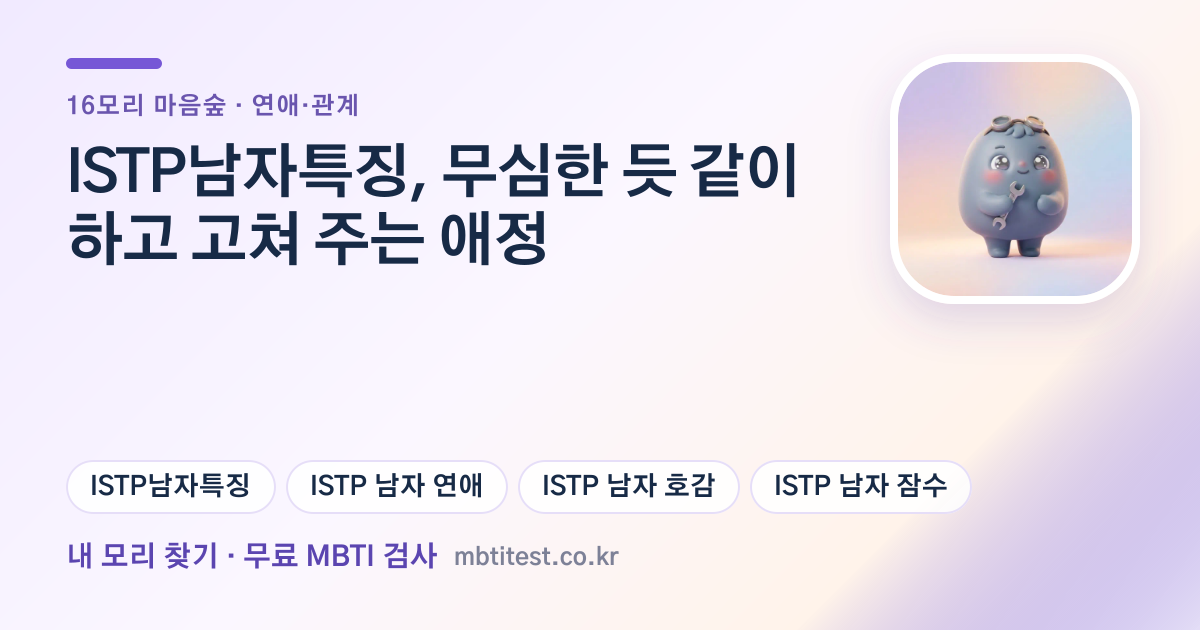 16모리 마음숲 · 연애·관계
ISTP남자특징, 무심한 듯 같이
하고 고쳐 주는 애정
ISTP남자특징
ISTP 남자 연애
ISTP 남자 호감
ISTP 남자 잠수
내 모리 찾기 · 무료 MBTI 검사 mbtitest.co.kr